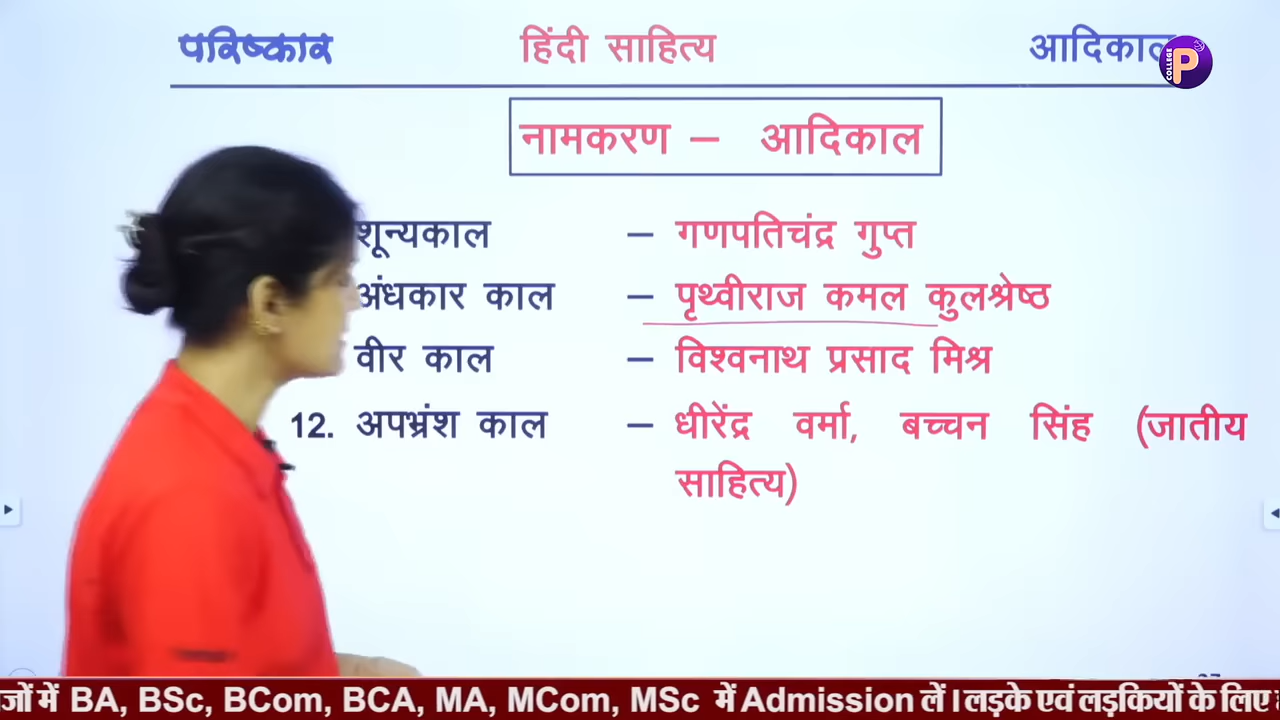 परिष्कार हिंदी साहित्य आदिकाल
COLLEGE P
नामकरण – आदिकाल
शून्यकाल – गणपतिचंद्र गुप्त
अंधकार काल – पृथ्वीराज कमल कुलश्रेष्ठ
वीर काल – विश्वनाथ प्रसाद मिश्र
12. अपभ्रंश काल – धीरेंद्र वर्मा, बच्चन सिंह (जातीय
साहित्य)
में BA, BSc, BCom, BCA, MA, MCom, MSc में Admission लें। लड़के एवं लड़कियों के लिए